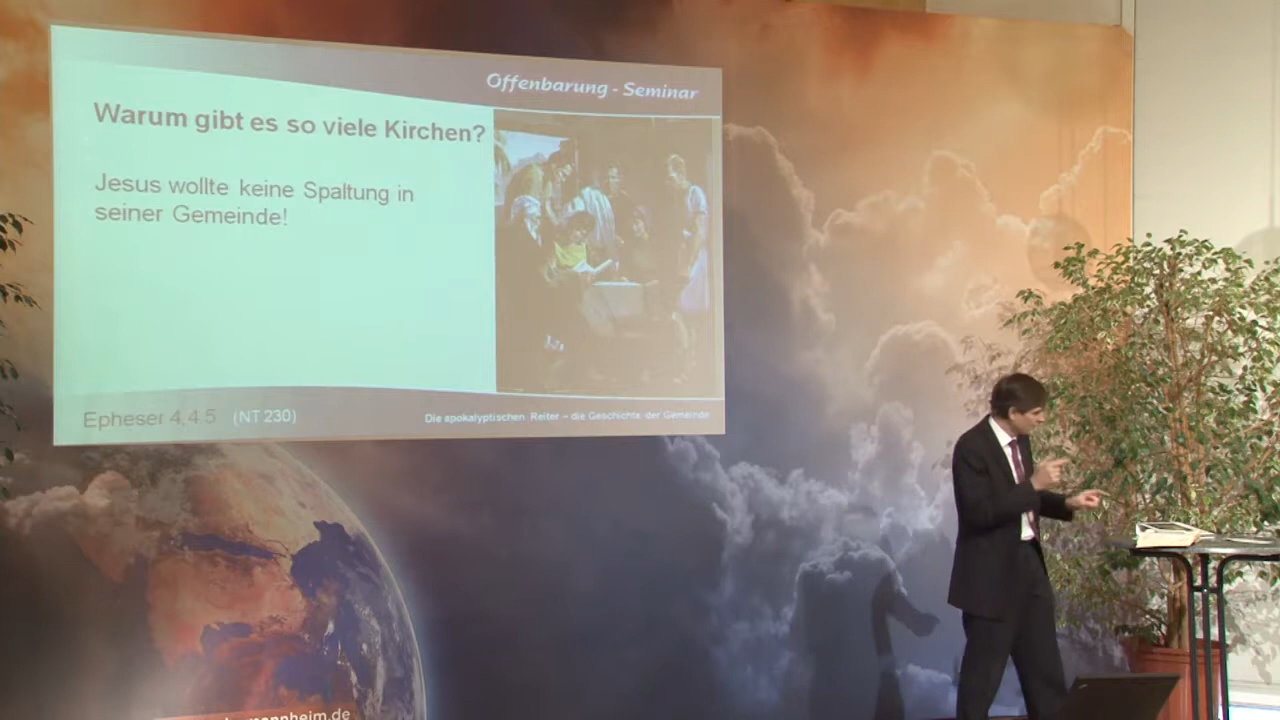 Offenbarung - Seminar
Warum gibt es so viele Kirchen?
Jesus wollte keine Spaltung in
seiner Gemeinde!
Epheser 4,4.5 (NT 230)
Die apokalyptischen Reiter – die Geschichte der Gemeinde